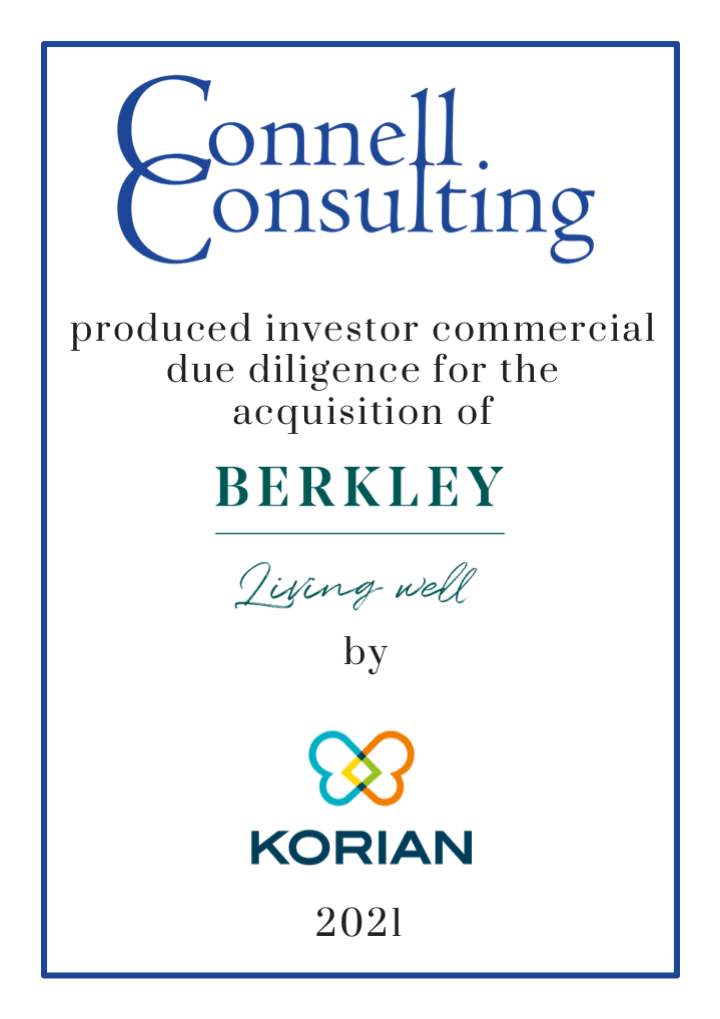 Connell
Consulting
produced investor commercial
due diligence for the
acquisition of
BERKLEY
Living well
by
KORIAN
2021